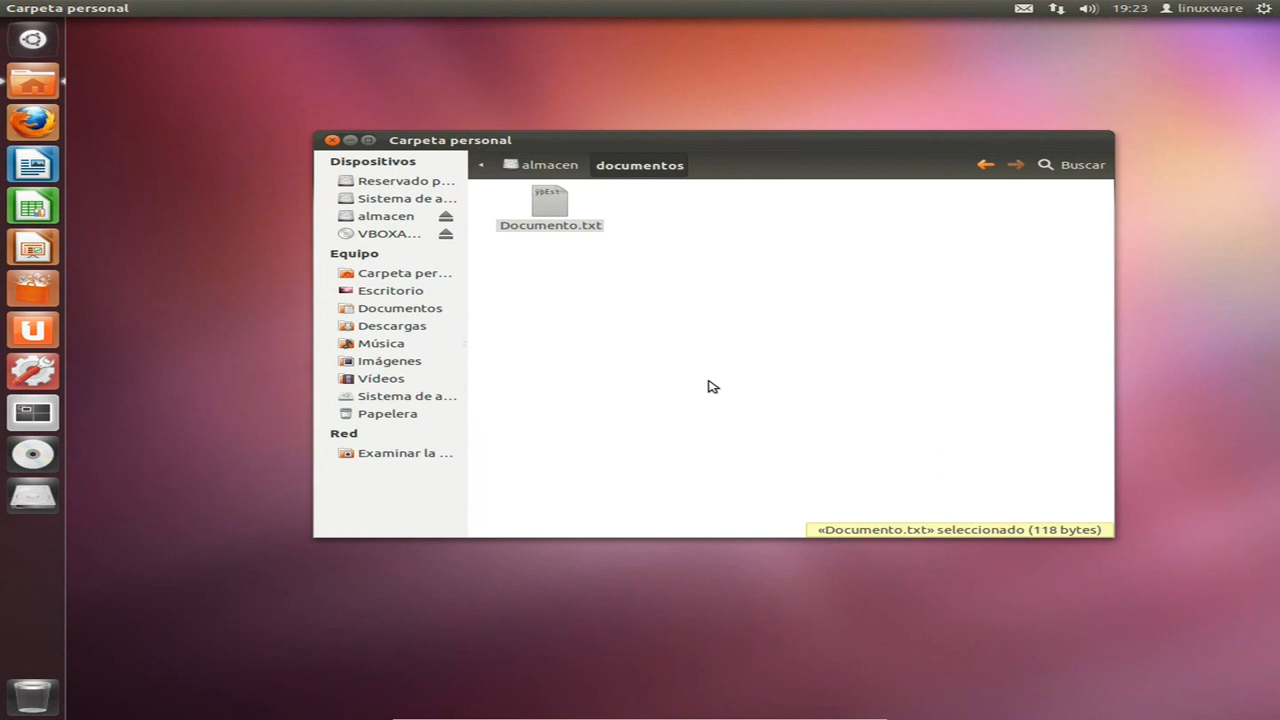 Carpeta personal
19:23 linuxware
Carpeta personal
Dispositivos
Reservado p...
Sistema de a...
almacen
VBOXA...
Equipo
Carpeta per...
Escritorio
Documentos
Descargas
Música
Imágenes
Vídeos
Sistema de a...
Papelera
Red
Examinar la ...
almacen documentos Buscar
ÿþEst
Documento.txt
«Documento.txt» seleccionado (118 bytes)